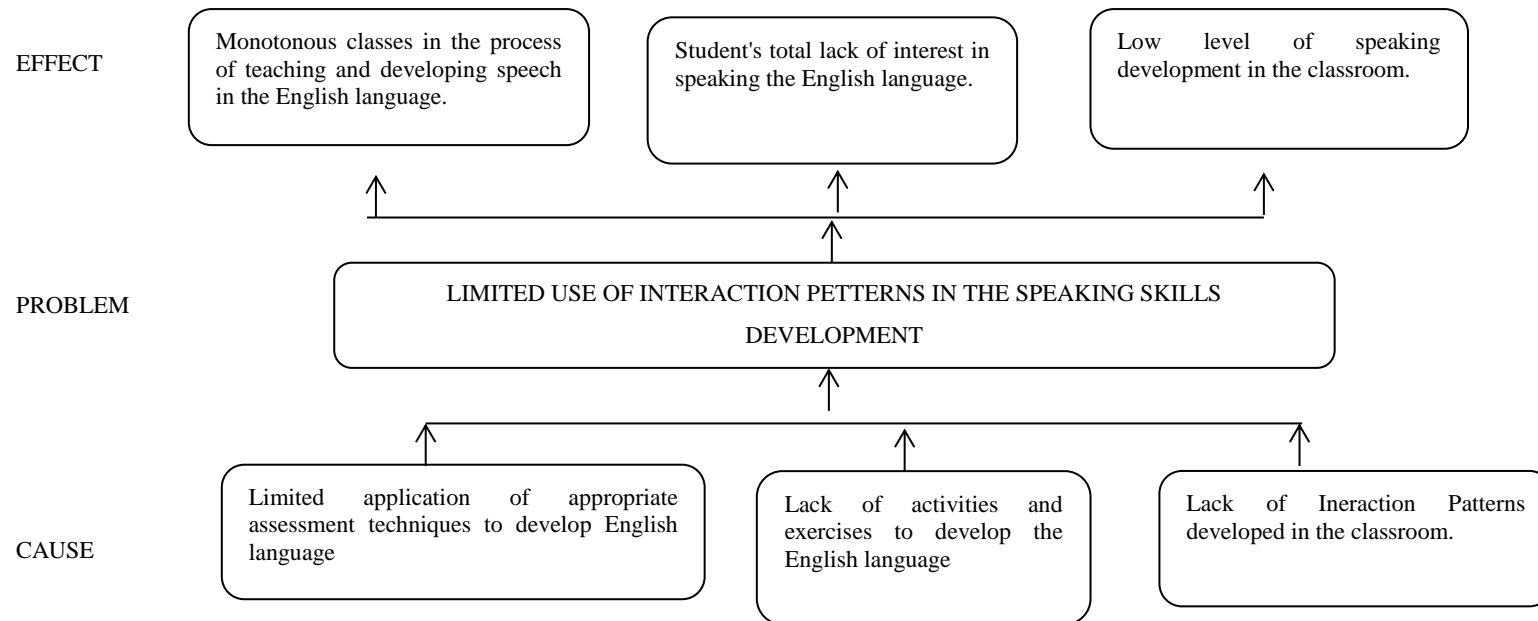 EFFECT
Monotonous classes in the process
of teaching and developing speech
in the English language.
Student's total lack of interest in
speaking the English language.
Low level of speaking
development in the classroom.
PROBLEM
LIMITED USE OF INTERACTION PETTERNS IN THE SPEAKING SKILLS
DEVELOPMENT
CAUSE
Limited application of appropriate
assessment techniques to develop English
language
Lack of activities and
exercises to develop the
English language
Lack of Ineraction Patterns
developed in the classroom.